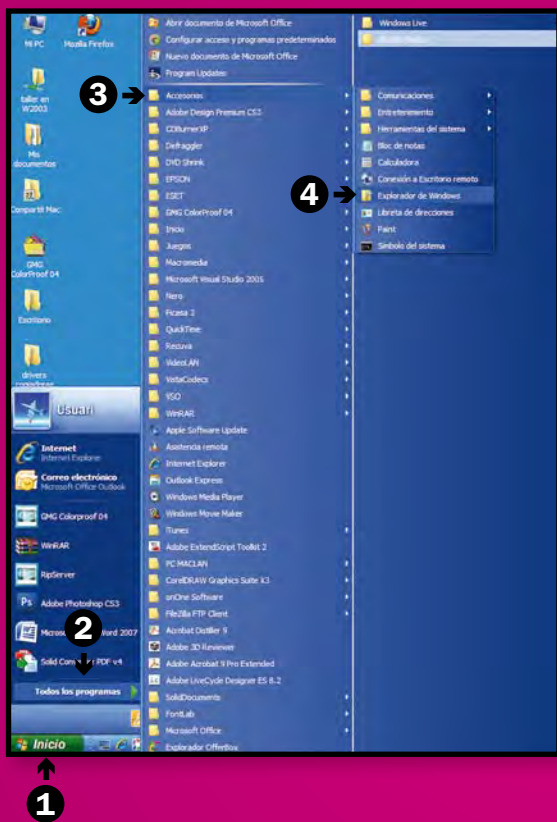 Mi PC
Mozilla Firefox
taller en
W2003
Mis
documentos
Compartit Mac
GMG
ColorProof 04
Escritorio
drivers
Usuari
Internet
Internet Explorer
Correo electrónico
Microsoft Office Outlook
GMG Colorproof 04
WinRAR
RipServer
Adobe Photoshop CS3
Word 2007
2
Solid PDF v4
Todos los programas
Inicio
1
Abrir documento de Microsoft Office
Configurar acceso y programas predeterminados
Nuevo documento de Microsoft Office
Program Updates
3
Accesorios
Adobe Design Premium CS3
CDBurnerXP
Defraggler
DVD Shrink
EPSON
ESET
GMG ColorProof 04
Inicio
Juegos
Macromedia
Microsoft Visual Studio 2005
Nero
Picasa 2
QuickTime
Recuva
VideoLAN
VistaCodecs
VSO
WinRAR
Apple Software Update
Asistencia remota
Internet Explorer
Outlook Express
Windows Media Player
Windows Movie Maker
iTunes
Adobe ExtendScript Toolkit 2
PC MACLAN
CorelDRAW Graphics Suite X3
onOne Software
FileZilla FTP Client
Acrobat Distiller 9
Adobe 3D Reviewer
Adobe Acrobat 9 Pro Extended
Adobe LiveCycle Designer ES 8.2
SolidDocuments
FontLab
Microsoft Office
Explorador OfferBox
Windows Live
Comunicaciones
Entretenimiento
Herramientas del sistema
Bloc de notas
Calculadora
Conexión a Escritorio remoto
4
Explorador de Windows
Libreta de direcciones
Paint
Símbolo del sistema